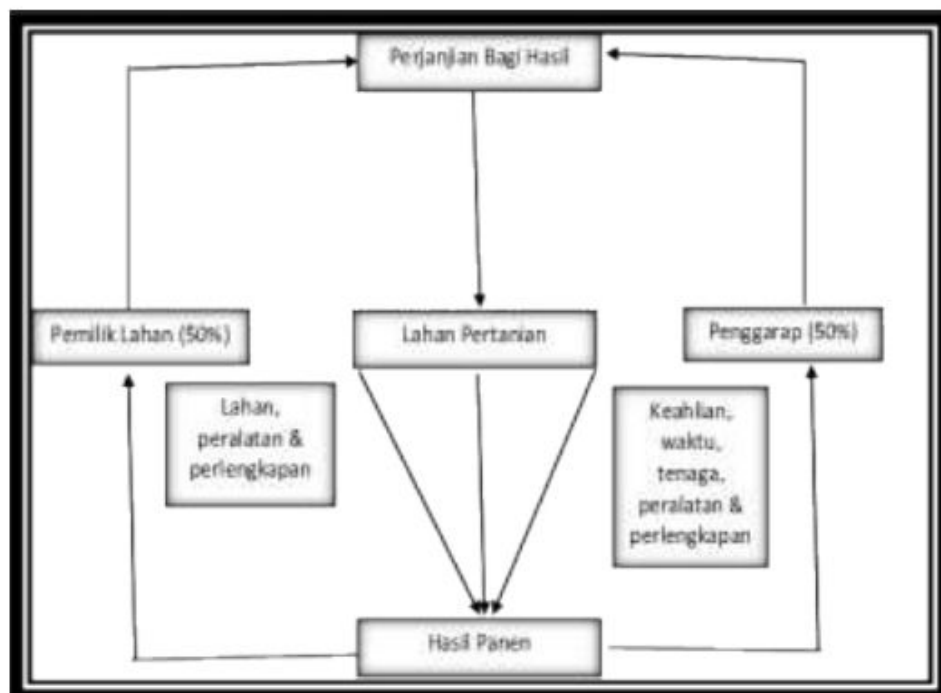 Perjanjian Bagi Hasil
Pemilik Lahan (50%)
Lahan Pertanian
Penggarap (50%)
Lahan,
peralatan &
perlengkapan
Keahlian,
waktu,
tenaga,
peralatan &
perlengkapan
Hasil Panen